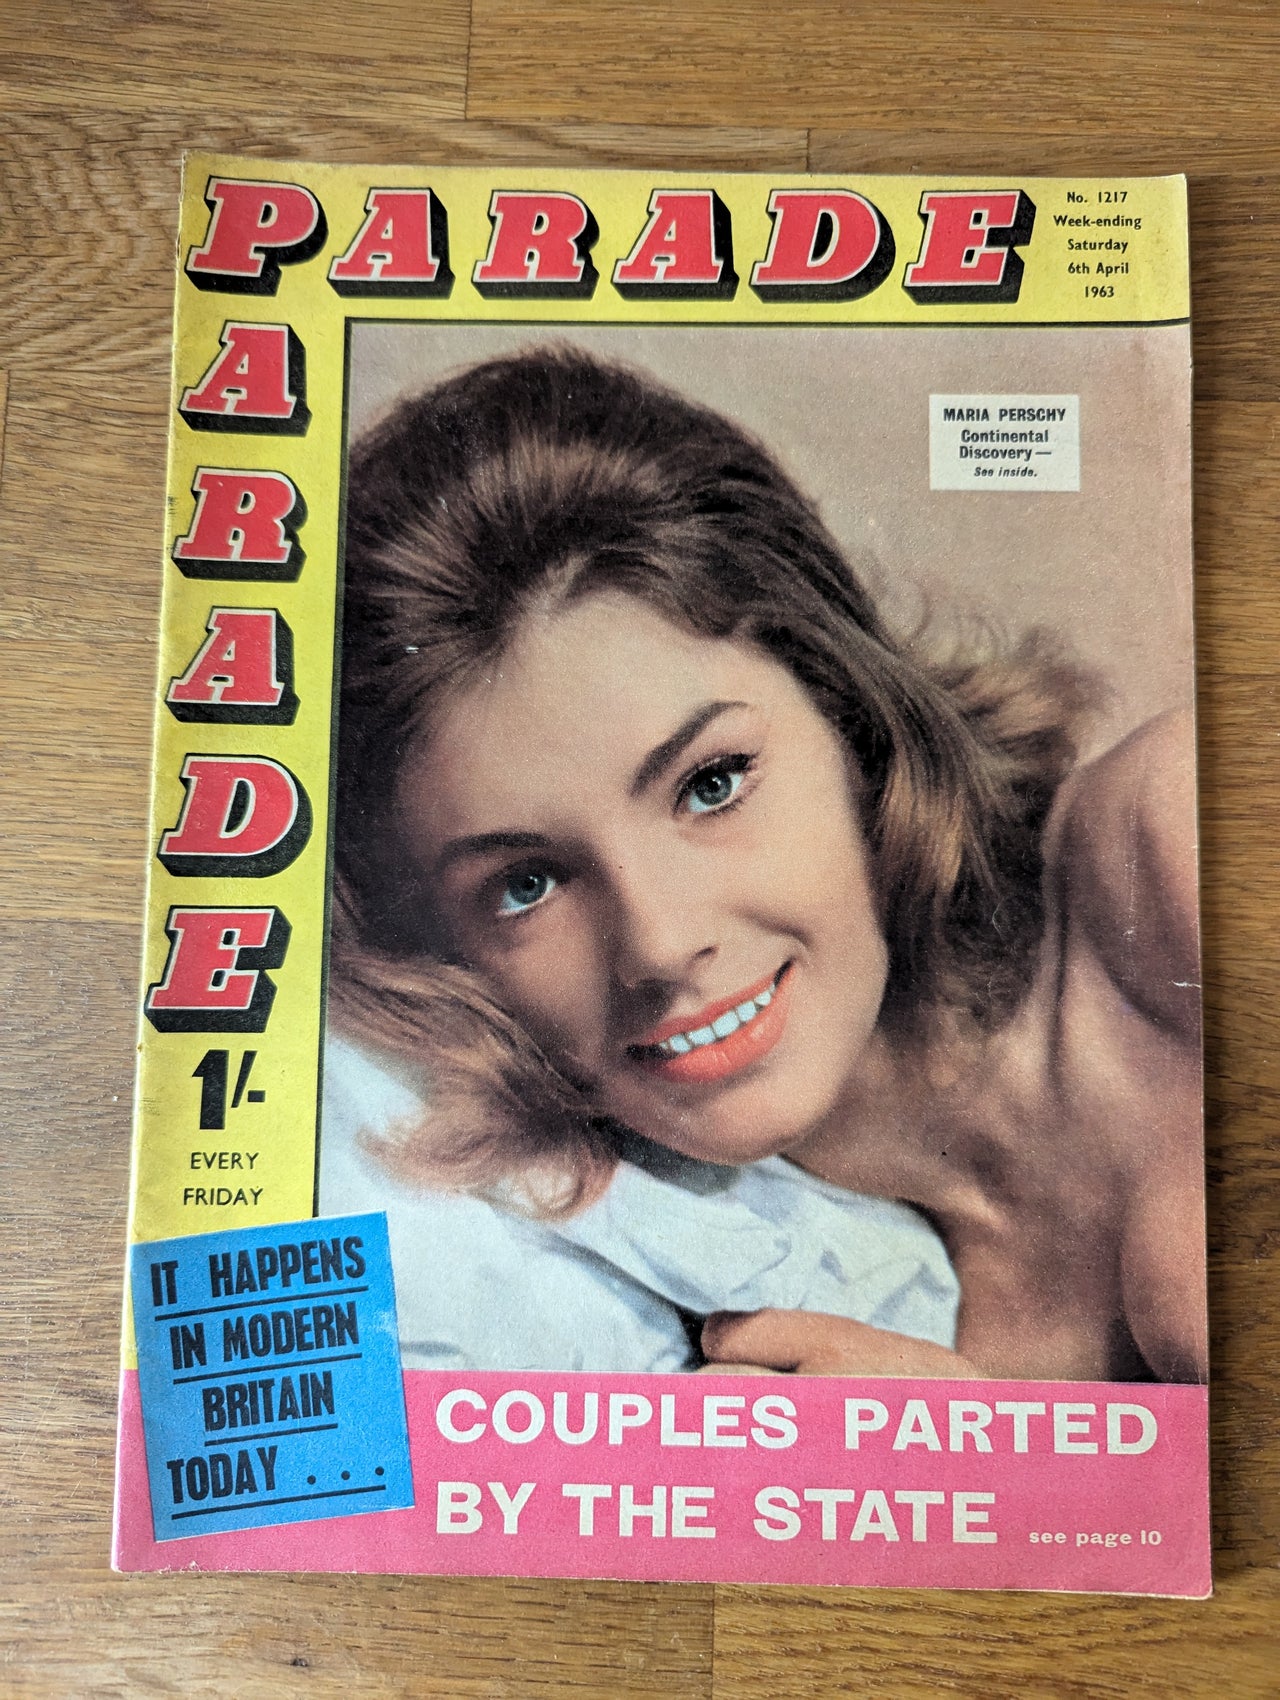 PARADE
No. 1217
Week-ending
Saturday
6th April
1963
PARADE
MARIA PERSCHY
Continental
Discovery—
See inside.
1/-
EVERY
FRIDAY
IT HAPPENS
IN MODERN
BRITAIN
TODAY . . .
COUPLES PARTED
BY THE STATE see page 10